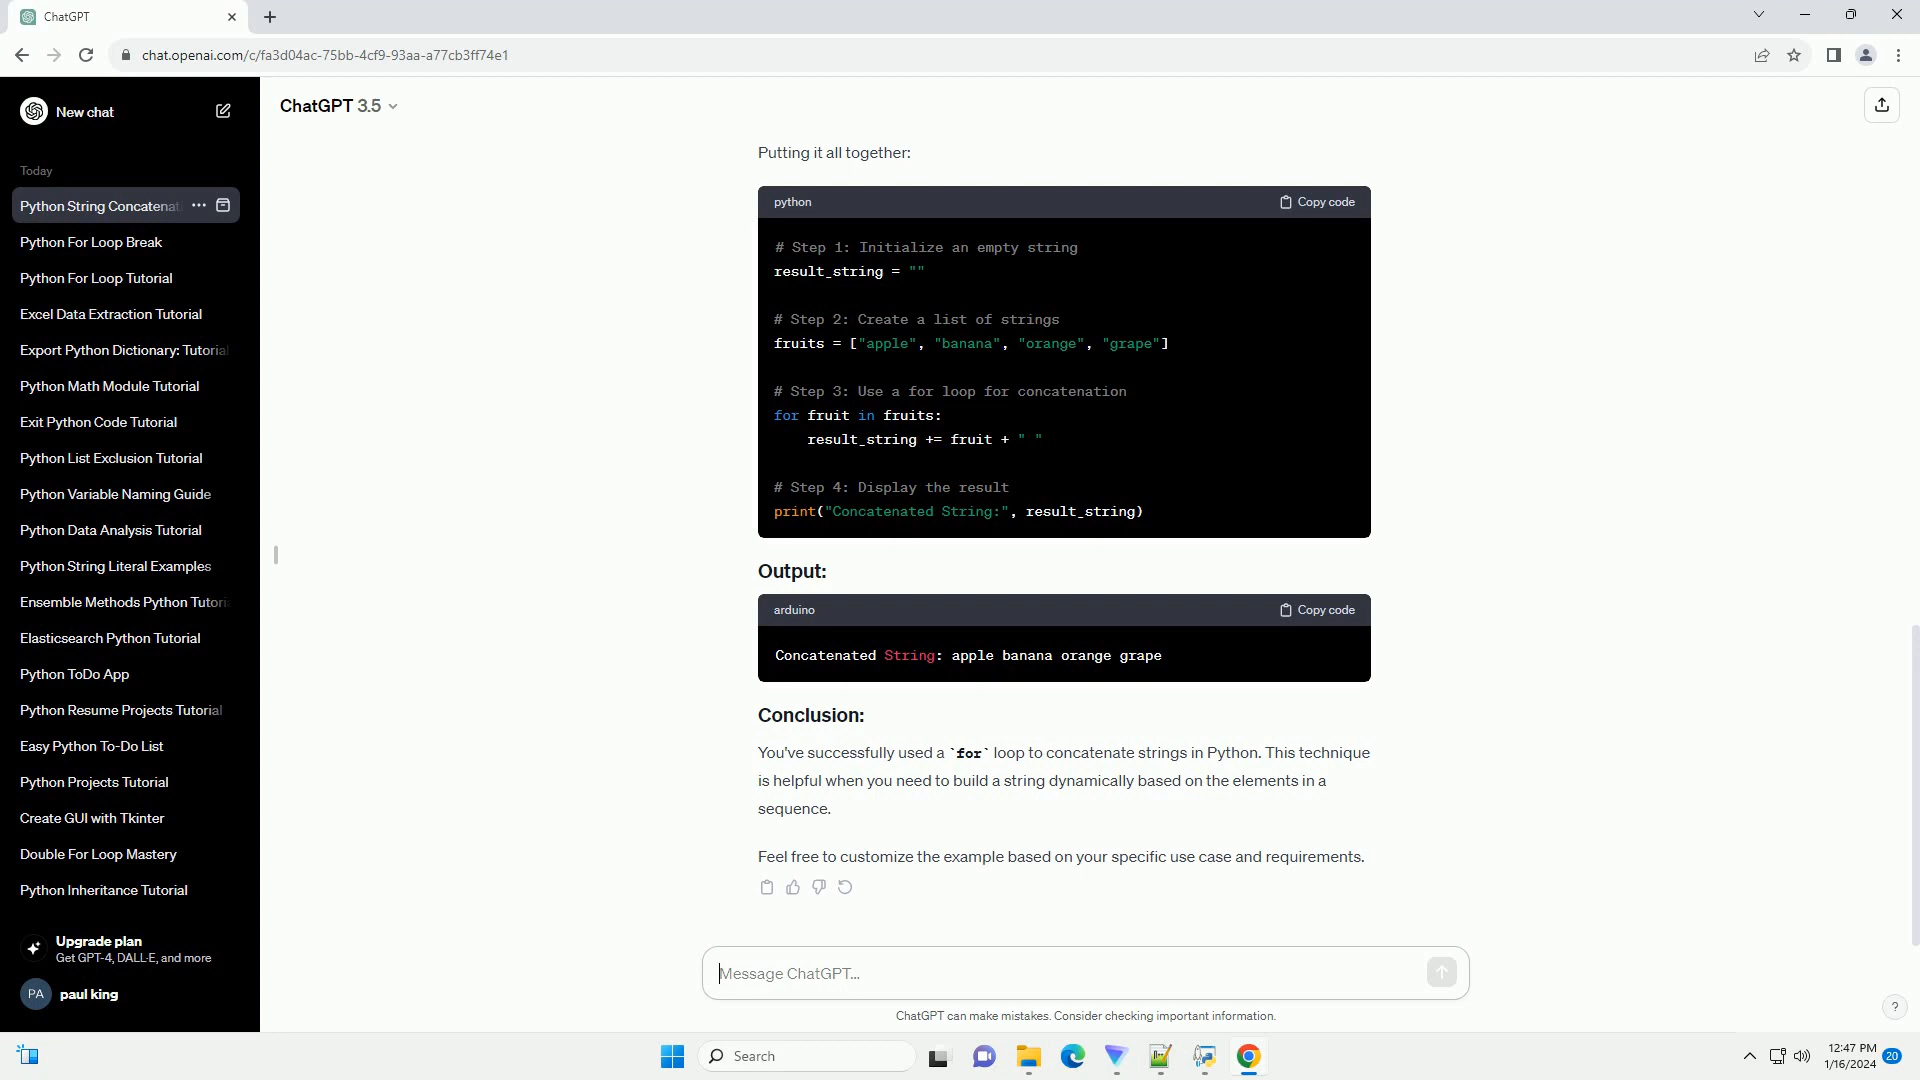 ChatGPT
chat.openai.com/c/fa3d04ac-75bb-4cf9-93aa-a77cb3ff74e1
New chat
Today
Python String Concatenat
Python For Loop Break
Python For Loop Tutorial
Excel Data Extraction Tutorial
Export Python Dictionary: Tutorial
Python Math Module Tutorial
Exit Python Code Tutorial
Python List Exclusion Tutorial
Python Variable Naming Guide
Python Data Analysis Tutorial
Python String Literal Examples
Ensemble Methods Python Tutori
Elasticsearch Python Tutorial
Python ToDo App
Python Resume Projects Tutorial
Easy Python To-Do List
Python Projects Tutorial
Create GUI with Tkinter
Double For Loop Mastery
Python Inheritance Tutorial
Upgrade plan
Get GPT-4, DALL·E, and more
PA paul king
ChatGPT 3.5
Putting it all together:
python Copy code
# Step 1: Initialize an empty string
result_string = ""
# Step 2: Create a list of strings
fruits = ["apple", "banana", "orange", "grape"]
# Step 3: Use a for loop for concatenation
for fruit in fruits:
    result_string += fruit + " "
# Step 4: Display the result
print("Concatenated String:", result_string)
Output:
arduino Copy code
Concatenated String: apple banana orange grape
Conclusion:
You've successfully used a `for` loop to concatenate strings in Python. This technique
is helpful when you need to build a string dynamically based on the elements in a
sequence.
Feel free to customize the example based on your specific use case and requirements.
Message ChatGPT...
ChatGPT can make mistakes. Consider checking important information.
?
Search
12:47 PM
1/16/2024
20